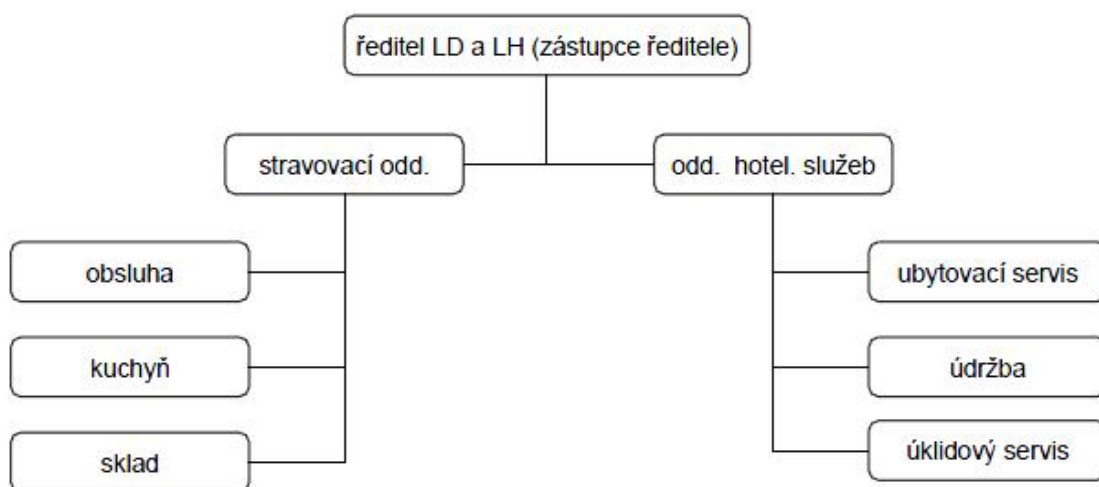 ředitel LD a LH (zástupce ředitele)
stravovací odd.
odd. hotel. služeb
obsluha
ubytovací servis
kuchyň
údržba
sklad
úklidový servis